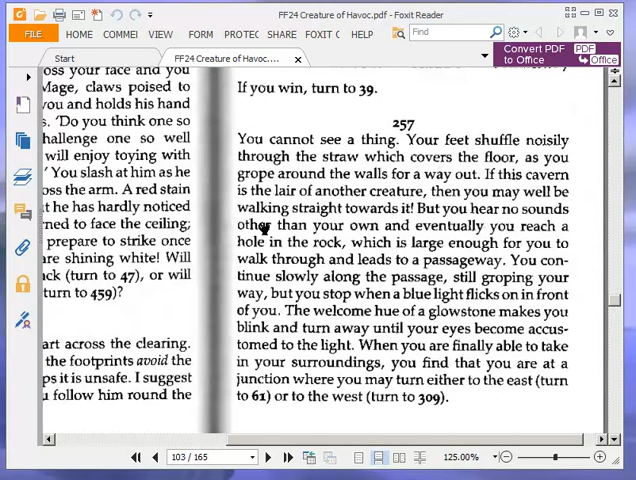 FF24 Creature of Havoc.pdf - Foxit Reader
FILE
HOME
COMMEI
VIEW
FORM
PROTEC
SHARE
FOXIT C
HELP
Find
Start
FF24 Creature of Havoc....
Convert PDF
to Office
PDF
Office
oss your face and you
Mage, claws poised to
you and holds his hand
s. 'Do you think one so
hallenge one so well
will enjoy toying with
' You slash at him as he
oss the arm. A red stain
t he has hardly noticed
ned to face the ceiling;
prepare to strike once
re shining white! Will
ck (turn to 47), or will
turn to 459)?
art across the clearing.
the footprints avoid the
ps it is unsafe. I suggest
u follow him round the
If you win, turn to 39.
257
You cannot see a thing. Your feet shuffle noisily
through the straw which covers the floor, as you
grope around the walls for a way out. If this cavern
is the lair of another creature, then you may well be
walking straight towards it! But you hear no sounds
other than your own and eventually you reach a
hole in the rock, which is large enough for you to
walk through and leads to a passageway. You con-
tinue slowly along the passage, still groping your
way, but you stop when a blue light flicks on in front
of you. The welcome hue of a glowstone makes you
blink and turn away until your eyes become accus-
tomed to the light. When you are finally able to take
in your surroundings, you find that you are at a
junction where you may turn either to the east (turn
to 61) or to the west (turn to 309).
103 / 165
125.00%